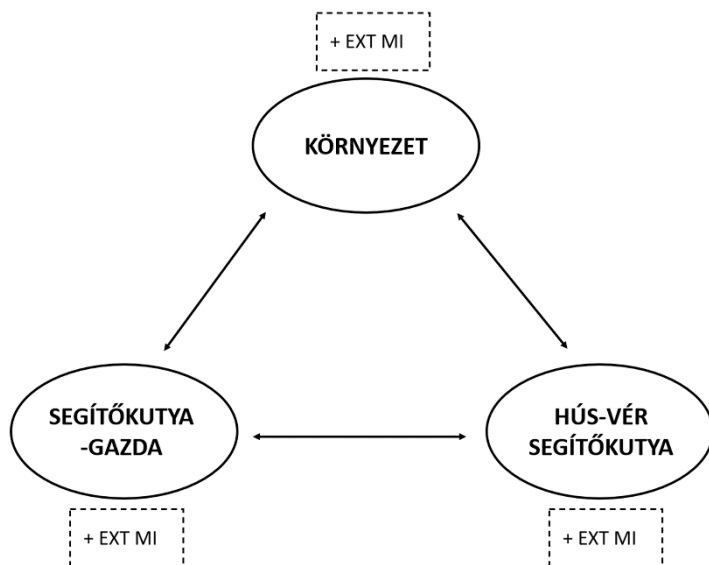 + EXT MI
KÖRNYEZET
SEGÍTŐKUTYA
-GAZDA
HÚS-VÉR
SEGÍTŐKUTYA
+ EXT MI
+ EXT MI